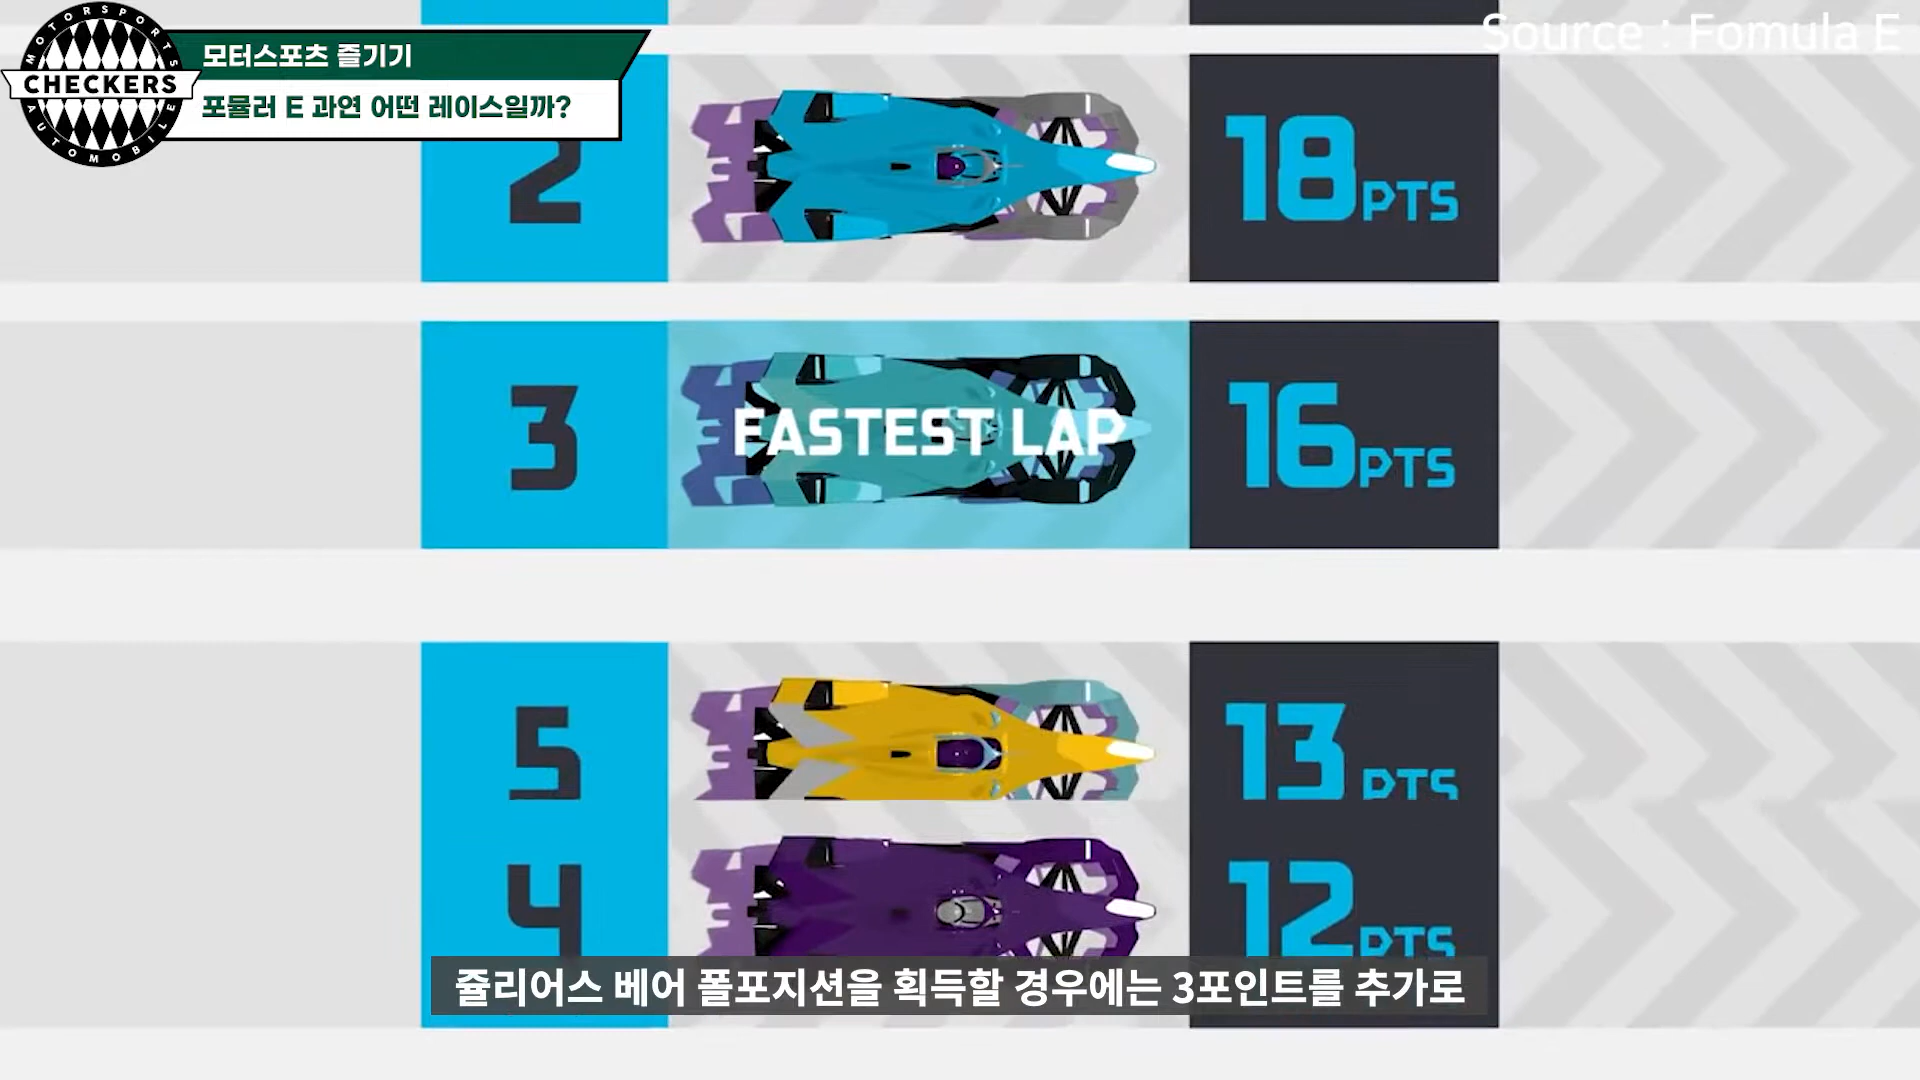 MOTORSPORTS
CHECKERS
AUTOMOBILE
모터스포츠 즐기기
포뮬러 E 과연 어떤 레이스일까?
Source : Fomula E
2
18PTS
3
FASTEST LAP
16PTS
5
13 PTS
4
12PTS
쥴리어스 베어 폴포지션을 획득할 경우에는 3포인트를 추가로